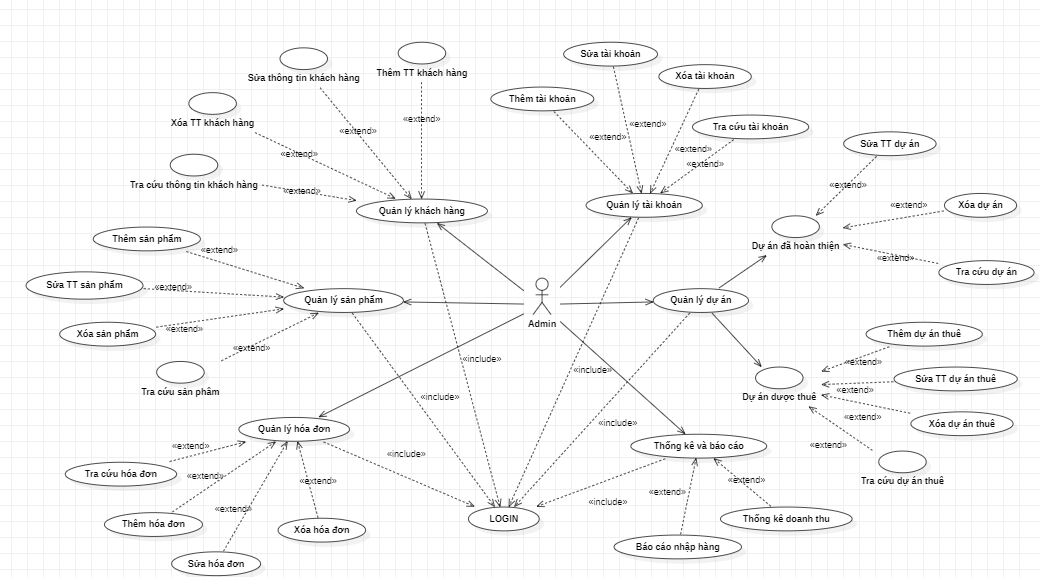 Sửa tài khoản
Thêm TT khách hàng
Sửa thông tin khách hàng
Xóa tài khoản
Thêm tài khoản
Xóa TT khách hàng
«extend»
«extend»
«extend»
«extend»
Tra cứu tài khoản
Sửa TT dự án
«extend»
«extend»
«extend»
Tra cứu thông tin khách hàng
«extend»
«extend»
Quản lý khách hàng
Quản lý tài khoản
«extend»
Xóa dự án
Thêm sản phẩm
«extend»
Dự án đã hoàn thiện
«extend»
Tra cứu dự án
Sửa TT sản phẩm
«extend»
Quản lý sản phẩm
Quản lý dự án
Admin
Xóa sản phẩm
«extend»
Thêm dự án thuê
«extend»
«extend»
«include»
«include»
Sửa TT dự án thuê
Tra cứu sản phâm
Dự án dược thuê
«extend»
«include»
«extend»
Xóa dự án thuê
«include»
Quản lý hóa đơn
«extend»
Thống kê và báo cáo
«extend»
«include»
Tra cứu hóa đơn
«extend»
«extend»
«extend»
Tra cứu dự án thuê
«extend»
«include»
«extend»
LOGIN
Thống kê doanh thu
Thêm hóa đơn
Xóa hóa đơn
Báo cáo nhập hàng
Sửa hóa đơn